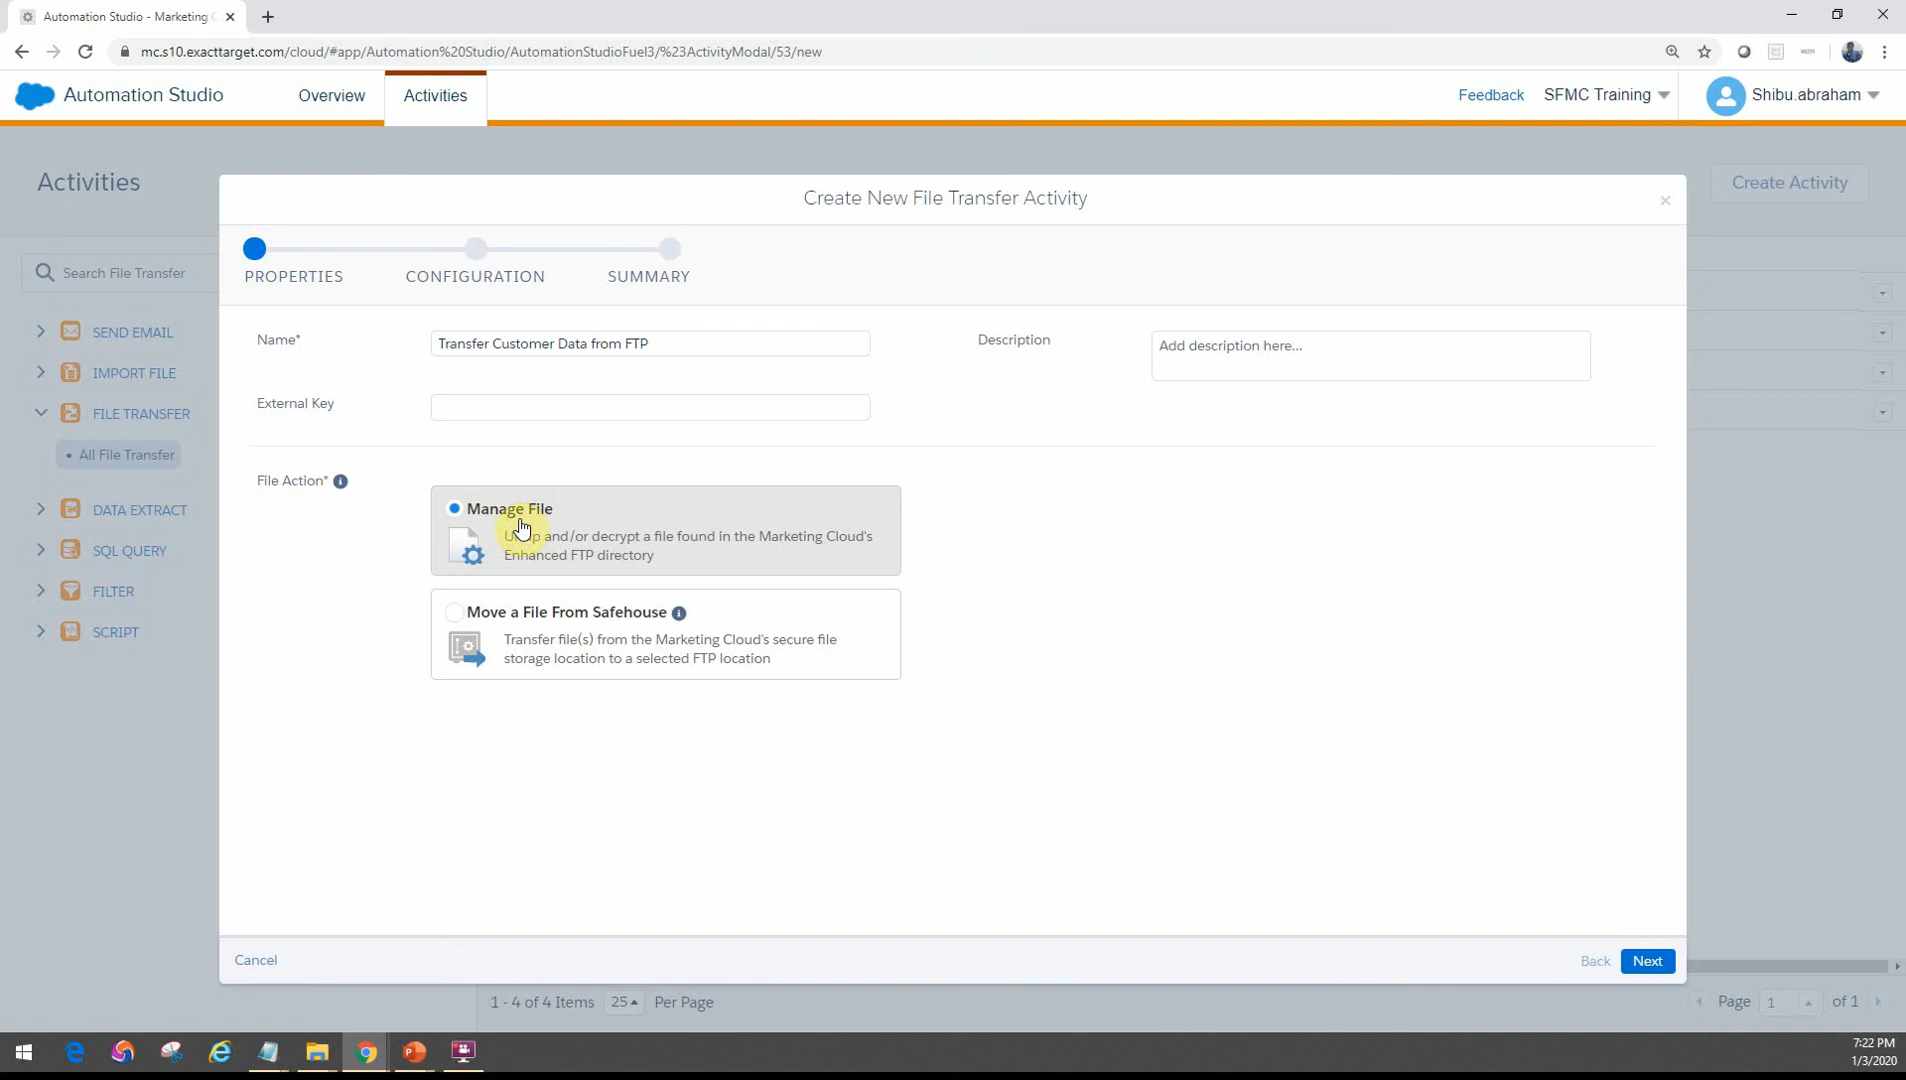 Automation Studio - Marketing C
mc.s10.exacttarget.com/cloud/#app/Automation%20Studio/AutomationStudioFuel3/%23ActivityModal/53/new
Automation Studio
Overview
Activities
Feedback
SFMC Training
Shibu.abraham
Activities
Create Activity
Create New File Transfer Activity
PROPERTIES
CONFIGURATION
SUMMARY
Search File Transfer
SEND EMAIL
IMPORT FILE
FILE TRANSFER
• All File Transfer
DATA EXTRACT
SQL QUERY
FILTER
SCRIPT
Name*
Transfer Customer Data from FTP
Description
Add description here...
External Key
File Action*
Manage File
and/or decrypt a file found in the Marketing Cloud's
Enhanced FTP directory
Move a File From Safehouse
Transfer file(s) from the Marketing Cloud's secure file
storage location to a selected FTP location
Cancel
Back
Next
1 - 4 of 4 Items
25
Per Page
Page
1
of 1
7:22 PM
1/3/2020